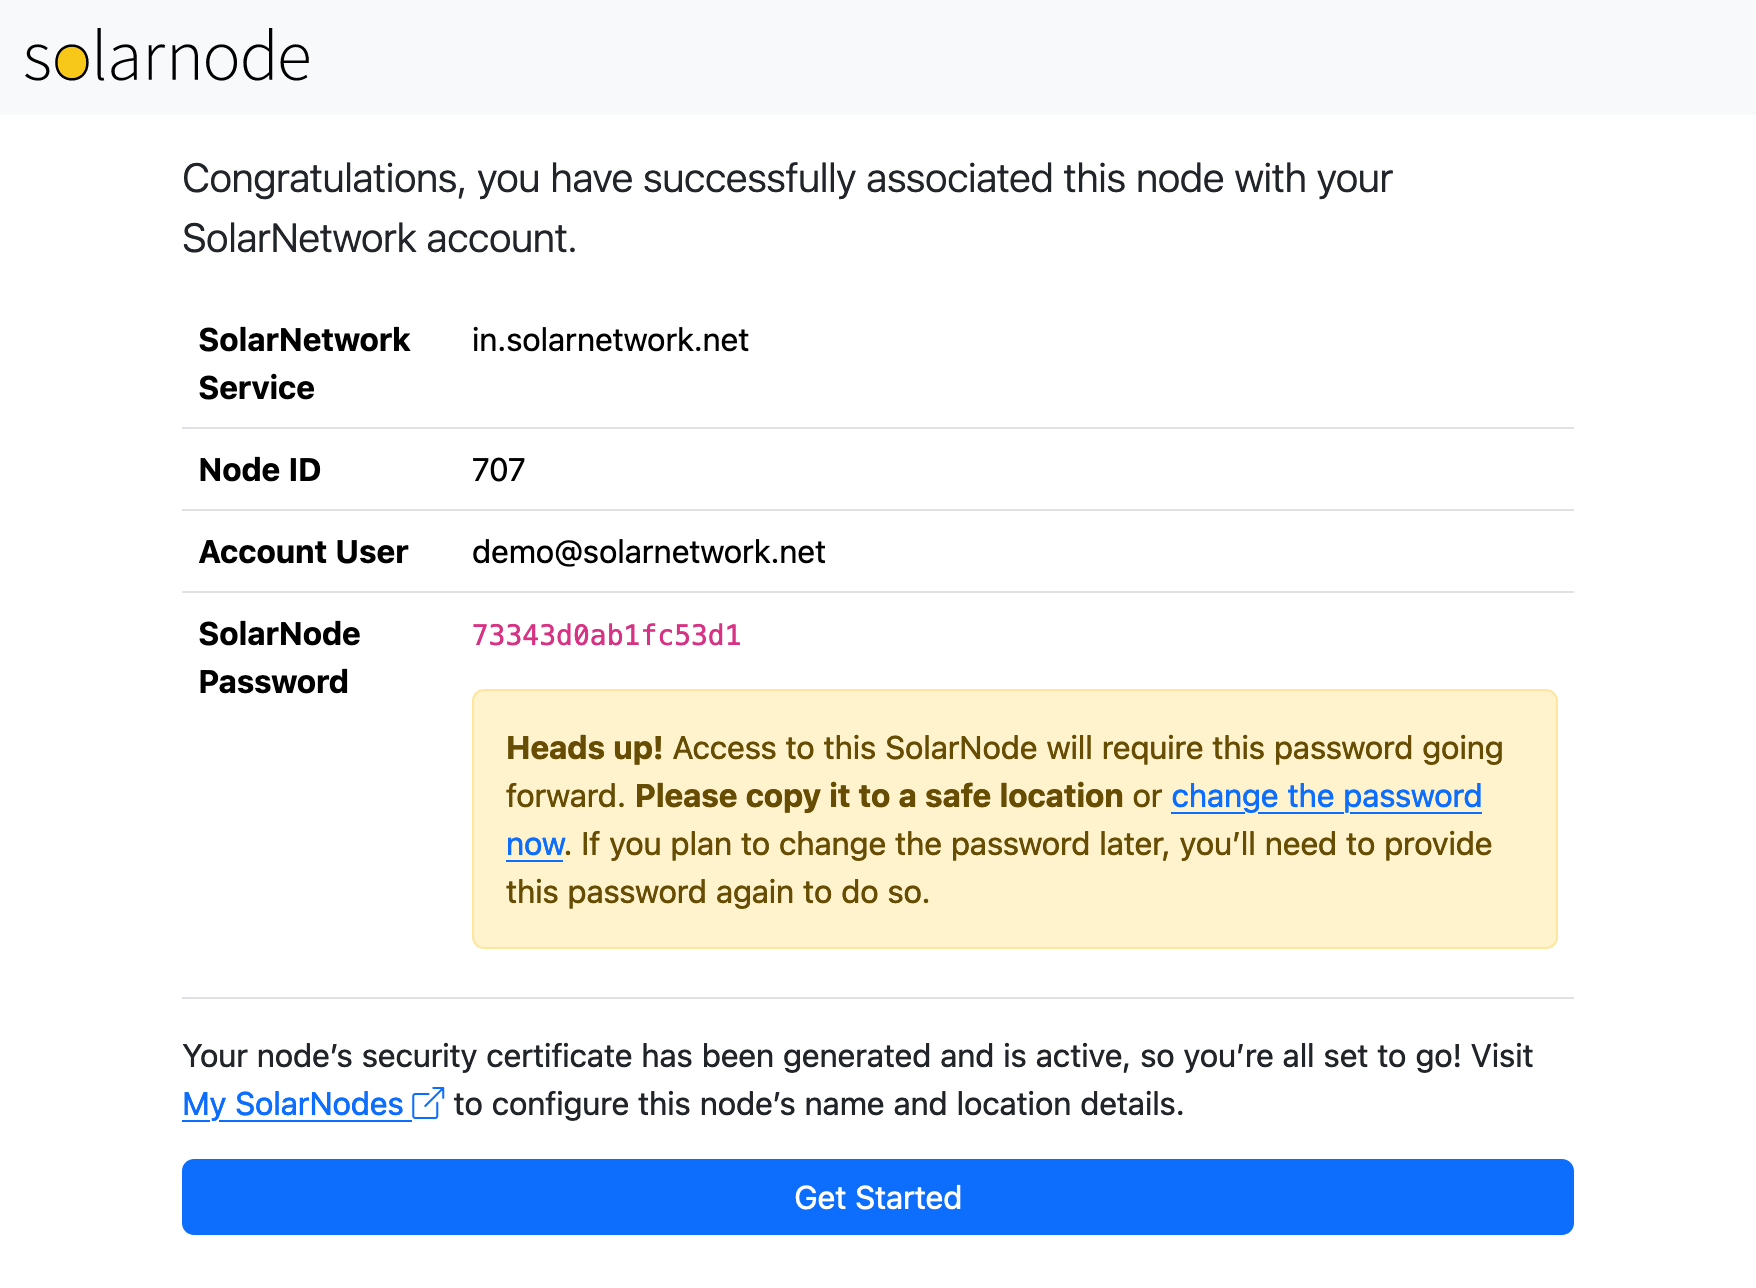 solarnode
Congratulations, you have successfully associated this node with your
SolarNetwork account.
SolarNetwork
Service
in.solarnetwork.net
Node ID
707
Account User
demo@solarnetwork.net
SolarNode
Password
73343d0ab1fc53d1
Heads up! Access to this SolarNode will require this password going
forward. Please copy it to a safe location or change the password
now. If you plan to change the password later, you’ll need to provide
this password again to do so.
Your node’s security certificate has been generated and is active, so you’re all set to go! Visit
My SolarNodes to configure this node’s name and location details.
Get Started